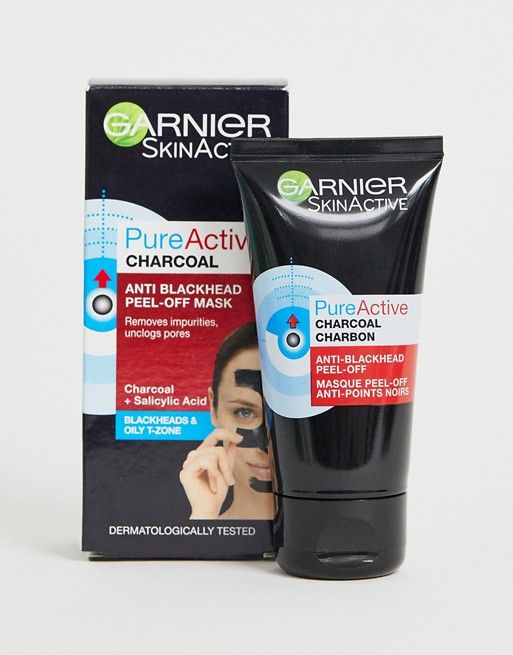 GARNIER
PureActive
CHARCOAL
ANTI BLACKHEAD
PEEL-OFF MASK
Removes impurities,
unclogs pores
Charcoal
+ Salicylic Acid
BLACKHEADS &
OILY T-ZONE
DERMATOLOGICALLY TESTED
GARNIER
SKINACTIVE
PureActive
CHARCOAL
CHARBON
ANTI-BLACKHEAD
PEEL-OFF
MASQUE PEEL-OFF
ANTI-POINTS NOIRS